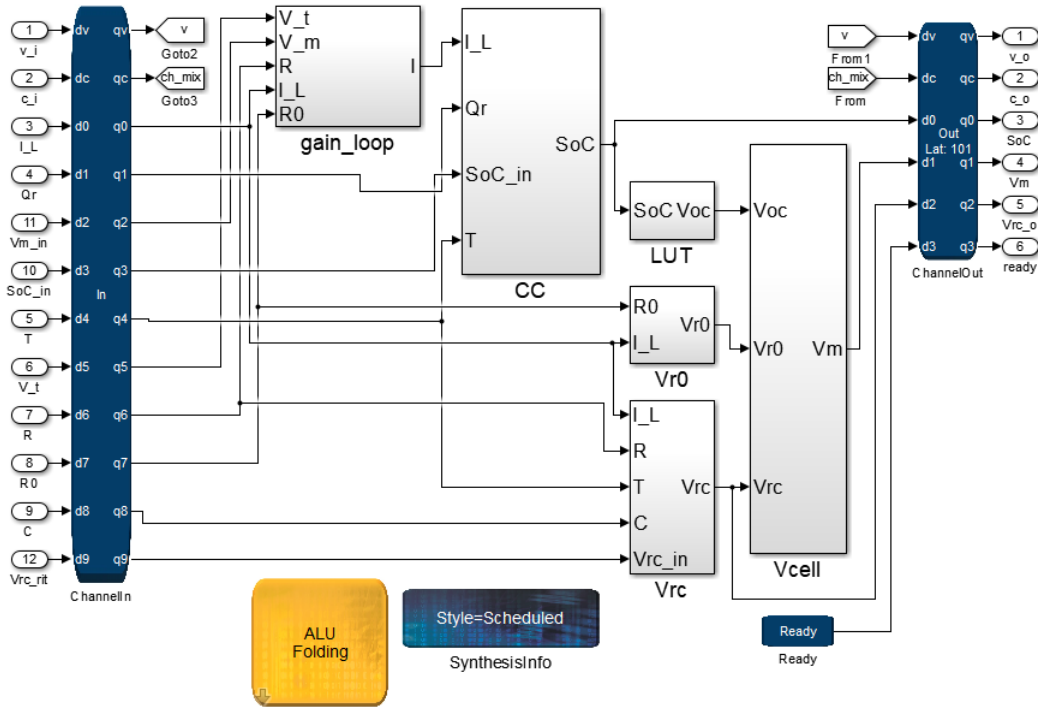 1
v_i
2
c_i
3
I_L
4
Qr
11
Vm_in
10
SoC_in
5
T
6
V_t
7
R
8
R0
9
C
12
Vrc_rit
dv qv
dc qc
d0 q0
d1 q1
d2 q2
d3 q3
In
d4 q4
d5 q5
d6 q6
d7 q7
d8 q8
d9 q9
ChannelIn
v
Goto2
ch_mix
Goto3
V_t
V_m
R
I_L
R0
I
gain_loop
I_L
Qr
SoC_in
T
SoC
CC
SoC Voc
LUT
R0
I_L
Vr0
Vr0
I_L
R
T
C
Vrc_in
Vrc
Vrc
Voc
Vr0
Vrc
Vm
Vcell
v
From1
ch_mix
From
dv qv
dc qc
d0 q0
Out
Lat: 101
d1 q1
d2 q2
d3 q3
ChannelOut
1
v_o
2
c_o
3
SoC
4
Vm
5
Vrc_o
6
ready
ALU
Folding
Style=Scheduled
SynthesisInfo
Ready
Ready